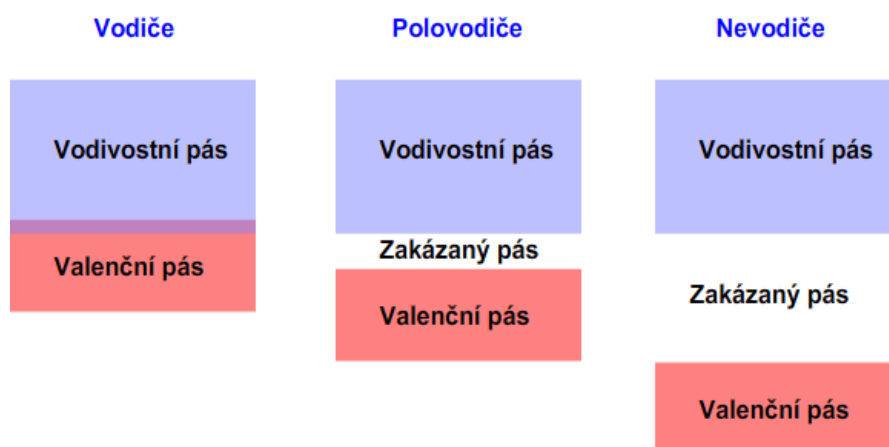 Vodiče
Polovodiče
Nevodiče
Vodivostní pás
Vodivostní pás
Vodivostní pás
Valenční pás
Zakázaný pás
Valenční pás
Zakázaný pás
Valenční pás